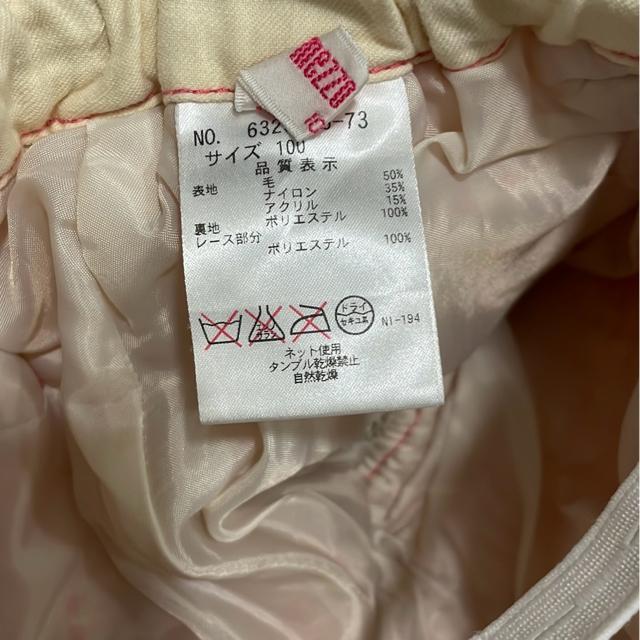 mezzo
NO. 632 -73
サイズ 100
品質表示
表地 毛 50%
ナイロン 35%
アクリル 15%
裏地 ポリエステル 100%
レース部分
ポリエステル 100%
ドライ
セキユ系
NI-194
ネット使用
タンブル乾燥禁止
自然乾燥